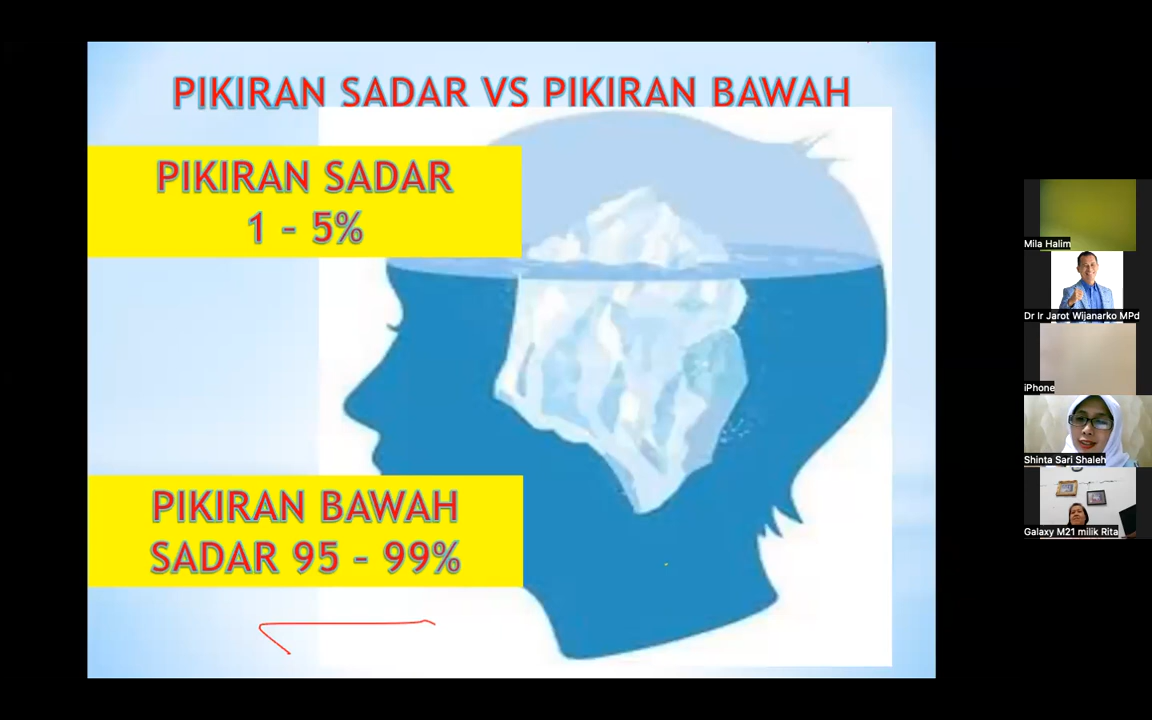 PIKIRAN SADAR VS PIKIRAN BAWAH
PIKIRAN SADAR
1 - 5%
PIKIRAN BAWAH
SADAR 95 - 99%
Mila Halim
Dr Ir Jarot Wijanarko MPd
iPhone
Shinta Sari Shaleh
Galaxy M21 milik Rita